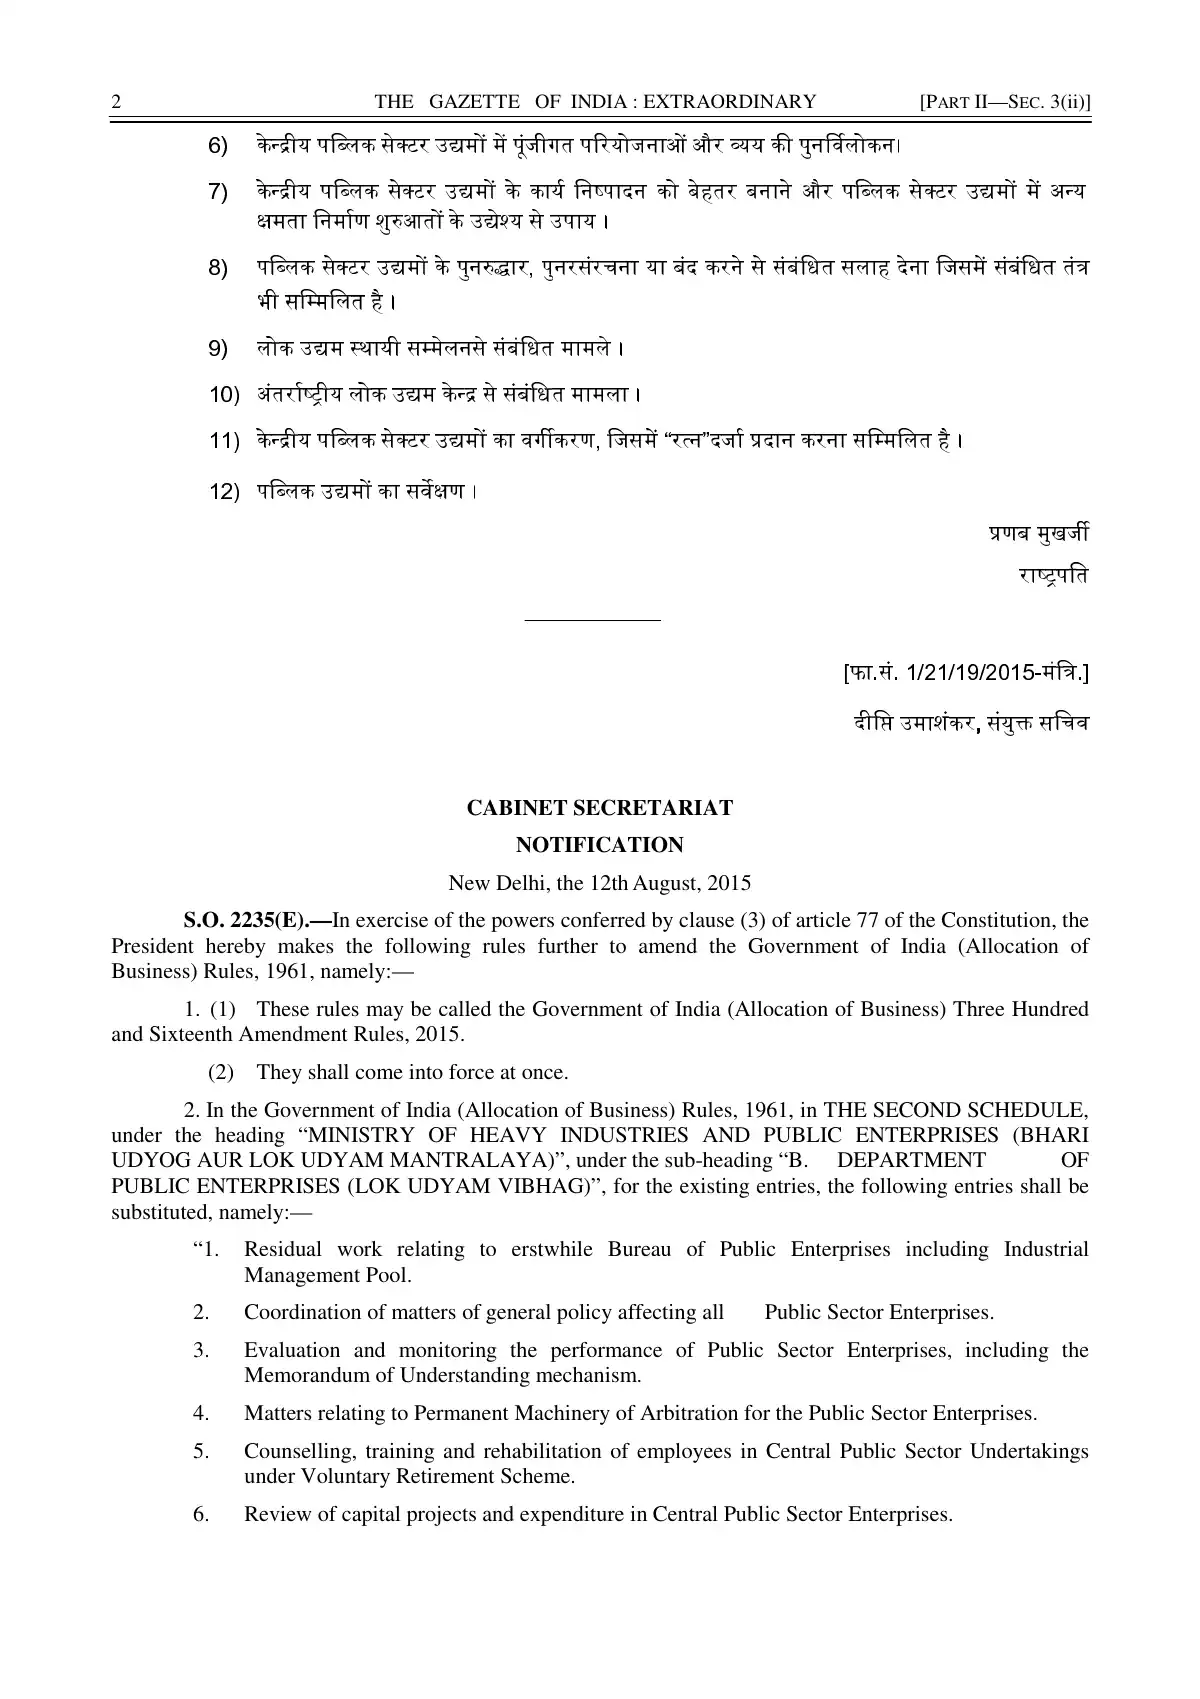 2 THE GAZETTE OF INDIA : EXTRAORDINARY [PART II—SEC. 3(ii)]
6) केन्द्रीय पब्लिक सेक्टर उद्यमों में पूंजीगत परियोजनाओं और व्यय की पुनर्विलोकन।
7) केन्द्रीय पब्लिक सेक्टर उद्यमों के कार्य निष्पादन को बेहतर बनाने और पब्लिक सेक्टर उद्यमों में अन्य
क्षमता निर्माण शुरुआतों के उद्येश्य से उपाय ।
8) पब्लिक सेक्टर उद्यमों के पुनरुद्धार, पुनरसंरचना या बंद करने से संबंधित सलाह देना जिसमें संबंधित तंत्र
भी सम्मिलित है ।
9) लोक उद्यम स्थायी सम्मेलनसे संबंधित मामले ।
10) अंतर्राष्ट्रीय लोक उद्यम केन्द्र से संबंधित मामला ।
11) केन्द्रीय पब्लिक सेक्टर उद्यमों का वर्गीकरण, जिसमें “रत्न”दर्जा प्रदान करना सम्मिलित है ।
12) पब्लिक उद्यमों का सर्वेक्षण ।
प्रणब मुखर्जी
राष्ट्रपति
[फा.सं. 1/21/19/2015-मंत्रि.]
दीप्ति उमाशंकर, संयुक्त सचिव
CABINET SECRETARIAT
NOTIFICATION
New Delhi, the 12th August, 2015
S.O. 2235(E).—In exercise of the powers conferred by clause (3) of article 77 of the Constitution, the
President hereby makes the following rules further to amend the Government of India (Allocation of
Business) Rules, 1961, namely:—
1. (1) These rules may be called the Government of India (Allocation of Business) Three Hundred
and Sixteenth Amendment Rules, 2015.
(2) They shall come into force at once.
2. In the Government of India (Allocation of Business) Rules, 1961, in THE SECOND SCHEDULE,
under the heading “MINISTRY OF HEAVY INDUSTRIES AND PUBLIC ENTERPRISES (BHARI
UDYOG AUR LOK UDYAM MANTRALAYA)”, under the sub-heading “B. DEPARTMENT OF
PUBLIC ENTERPRISES (LOK UDYAM VIBHAG)”, for the existing entries, the following entries shall be
substituted, namely:—
“1. Residual work relating to erstwhile Bureau of Public Enterprises including Industrial
Management Pool.
2. Coordination of matters of general policy affecting all Public Sector Enterprises.
3. Evaluation and monitoring the performance of Public Sector Enterprises, including the
Memorandum of Understanding mechanism.
4. Matters relating to Permanent Machinery of Arbitration for the Public Sector Enterprises.
5. Counselling, training and rehabilitation of employees in Central Public Sector Undertakings
under Voluntary Retirement Scheme.
6. Review of capital projects and expenditure in Central Public Sector Enterprises.